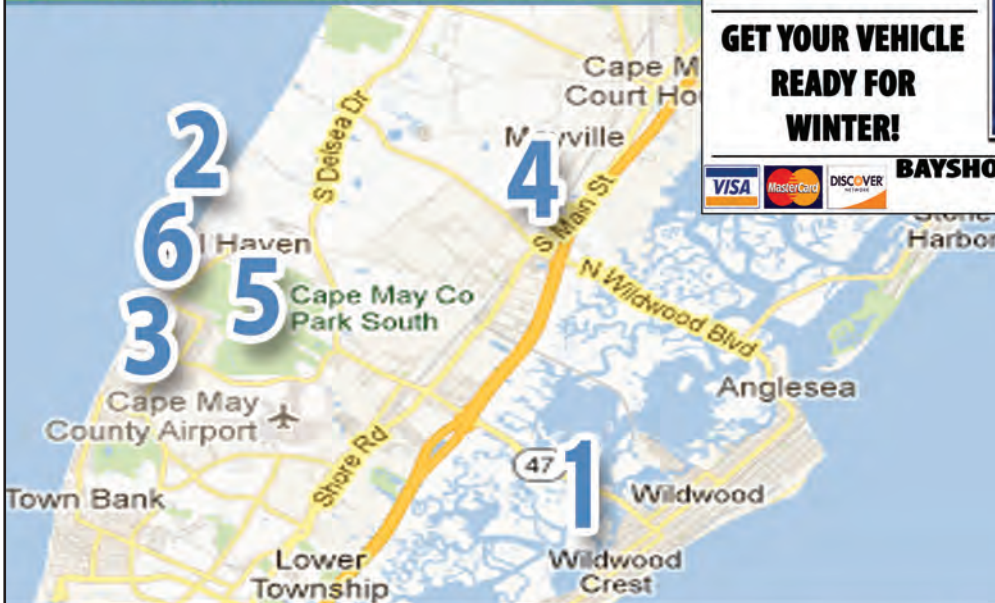 GET YOUR VEHICLE
READY FOR
WINTER!
VISA
MasterCard
DISCOVER
NETWORK
BAYSHO
Cape M
Court Ho
Mayville
S Delsea Dr
2
4
S Main St
Stone
Harbor
6
l Haven
N Wildwood Blvd
5
Cape May Co
Park South
3
Anglesea
Cape May
County Airport
Shore Rd
47
1
Wildwood
Town Bank
Lower
Township
Wildwood
Crest